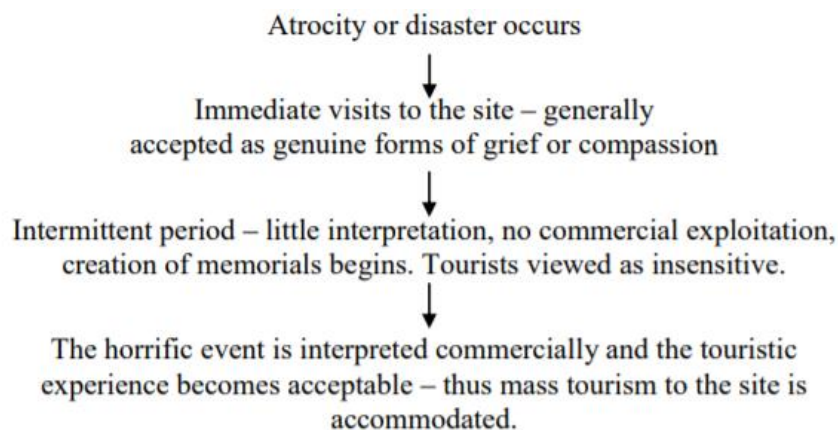 Atrocity or disaster occurs
Immediate visits to the site – generally
accepted as genuine forms of grief or compassion
Intermittent period – little interpretation, no commercial exploitation,
creation of memorials begins. Tourists viewed as insensitive.
The horrific event is interpreted commercially and the touristic
experience becomes acceptable – thus mass tourism to the site is
accommodated.